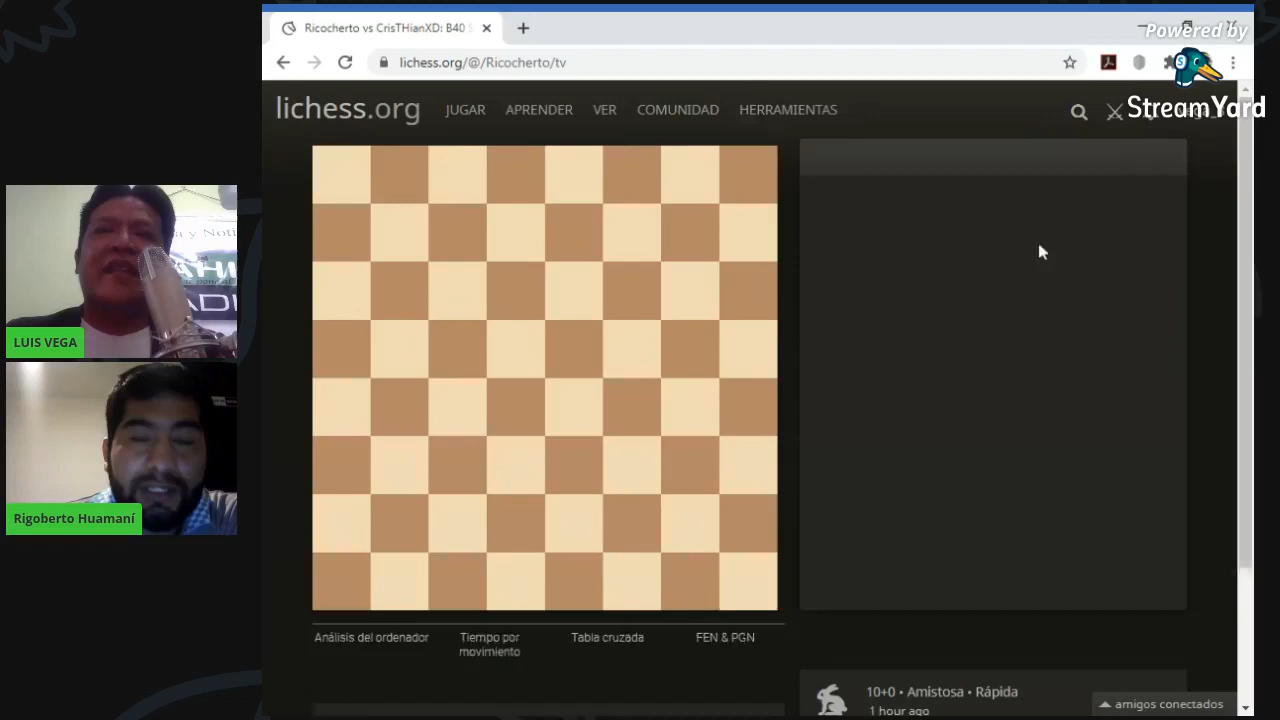 Ricocherto vs CrisTHianXD: B40
Powered by
lichess.org/@/Ricocherto/tv
StreamYard
lichess.org
JUGAR
APRENDER
VER
COMUNIDAD
HERRAMIENTAS
LUIS VEGA
Rigoberto Huamaní
Análisis del ordenador
Tiempo por
movimiento
Tabla cruzada
FEN & PGN
10+0 • Amistosa • Rápida
1 hour ago
amigos conectados